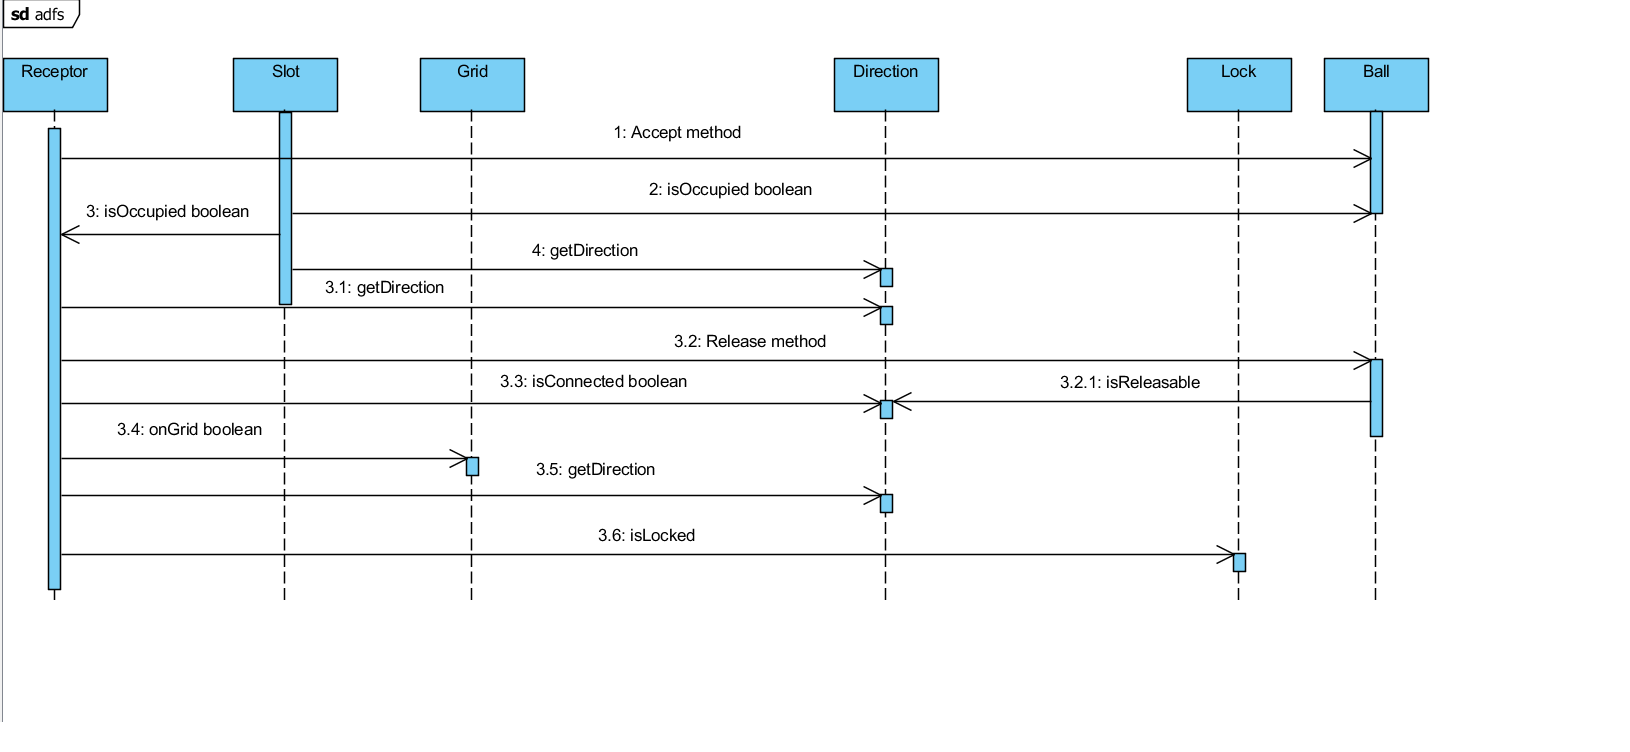 sd adfs
Receptor
Slot
Grid
Direction
Lock
Ball
1: Accept method
2: isOccupied boolean
3: isOccupied boolean
4: getDirection
3.1: getDirection
3.2: Release method
3.3: isConnected boolean
3.2.1: isReleasable
3.4: onGrid boolean
3.5: getDirection
3.6: isLocked